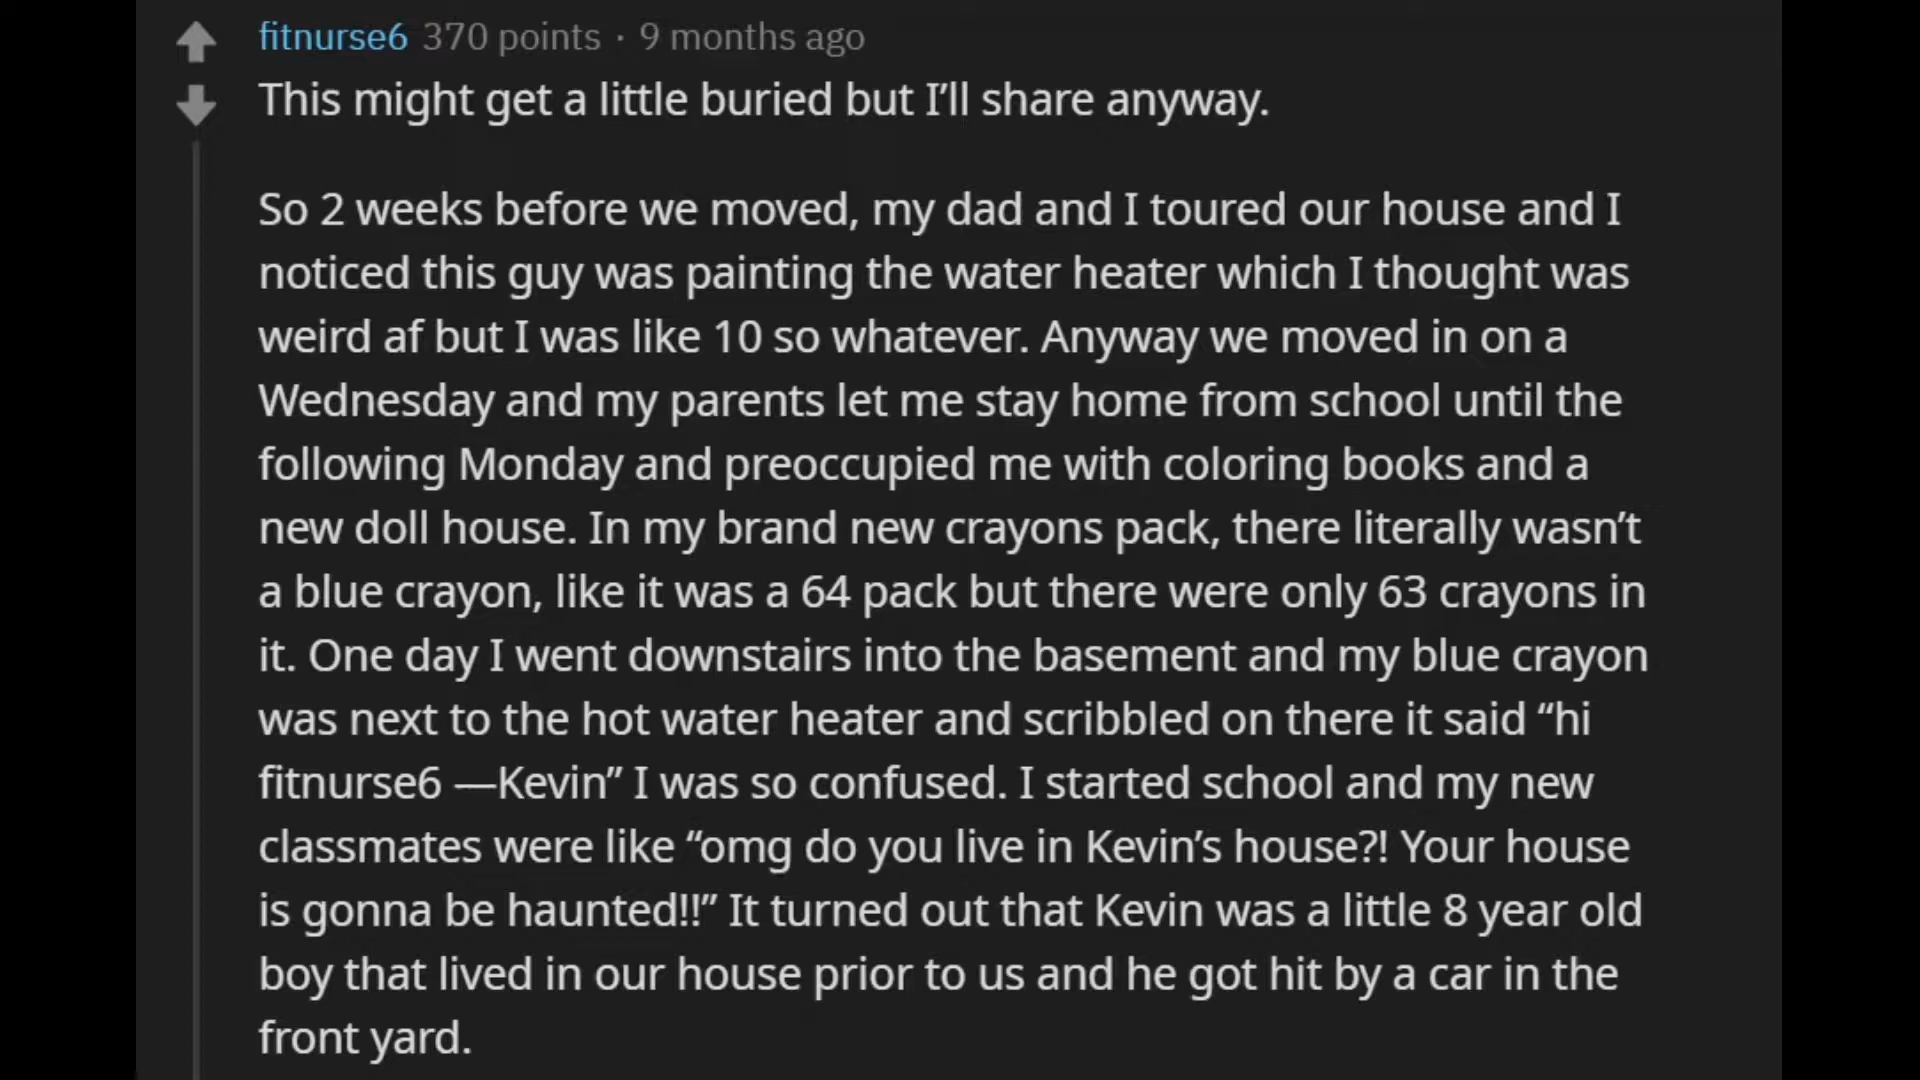 fitnurse6 370 points · 9 months ago
This might get a little buried but I’ll share anyway.
So 2 weeks before we moved, my dad and I toured our house and I
noticed this guy was painting the water heater which I thought was
weird af but I was like 10 so whatever. Anyway we moved in on a
Wednesday and my parents let me stay home from school until the
following Monday and preoccupied me with coloring books and a
new doll house. In my brand new crayons pack, there literally wasn’t
a blue crayon, like it was a 64 pack but there were only 63 crayons in
it. One day I went downstairs into the basement and my blue crayon
was next to the hot water heater and scribbled on there it said “hi
fitnurse6 —Kevin” I was so confused. I started school and my new
classmates were like “omg do you live in Kevin’s house?! Your house
is gonna be haunted!!” It turned out that Kevin was a little 8 year old
boy that lived in our house prior to us and he got hit by a car in the
front yard.